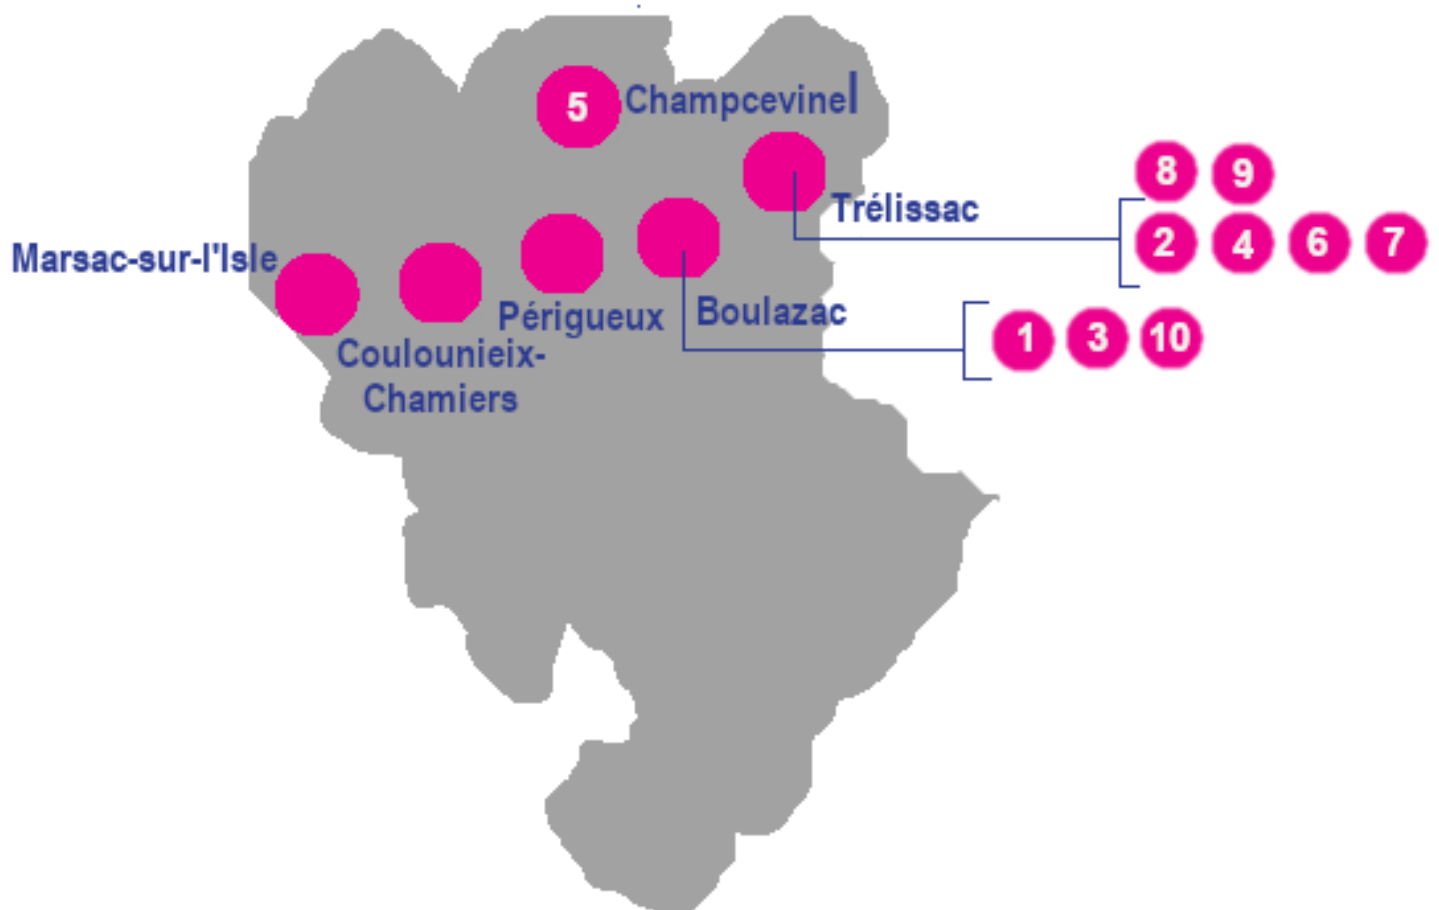 5 Champcevinel
8 9
Trélissac
2 4 6 7
Marsac-sur-l'Isle
Périgueux
Boulazac
1 3 10
Coulounieix-
Chamiers